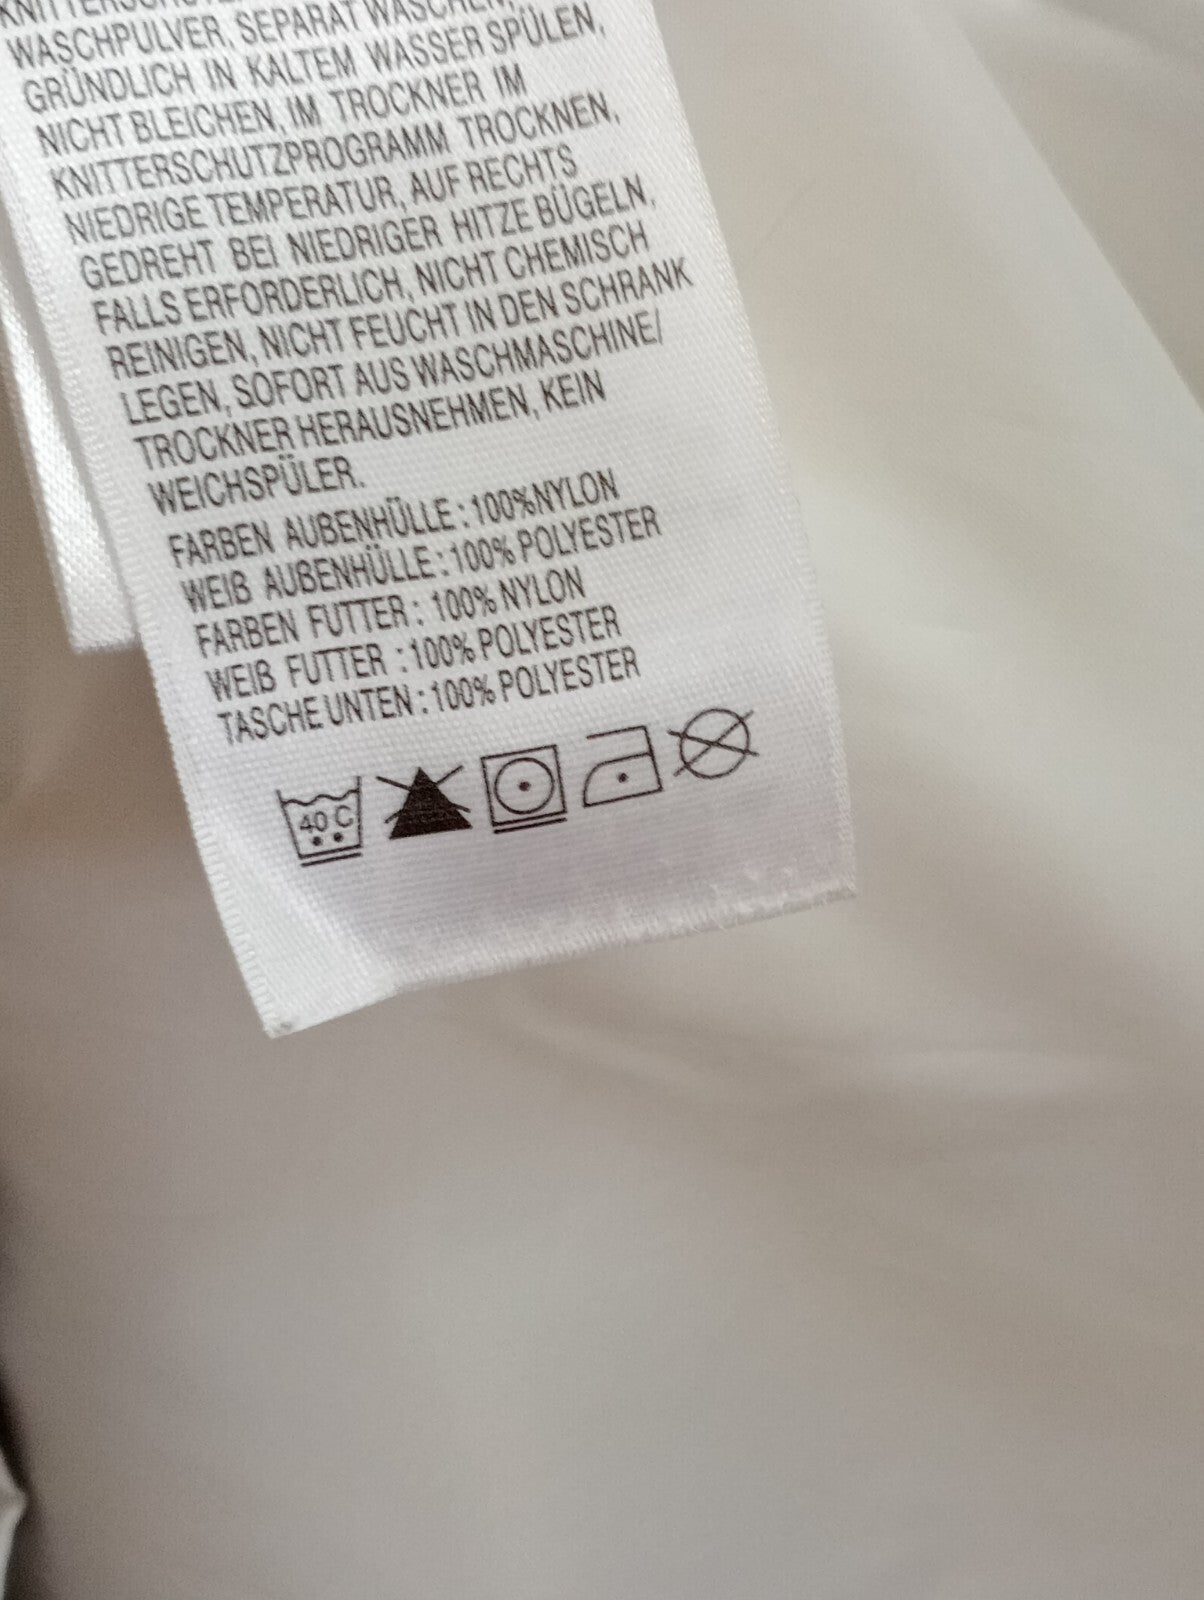 KNITTERSCHUTZ
WASCHPULVER, SEPARAT WASCHEN,
GRÜNDLICH IN KALTEM WASSER SPÜLEN,
NICHT BLEICHEN, IM TROCKNER IM
KNITTERSCHUTZPROGRAMM TROCKNEN,
NIEDRIGE TEMPERATUR, AUF RECHTS
GEDREHT BEI NIEDRIGER HITZE BÜGELN,
FALLS ERFORDERLICH, NICHT CHEMISCH
REINIGEN, NICHT FEUCHT IN DEN SCHRANK
LEGEN, SOFORT AUS WASCHMASCHINE/
TROCKNER HERAUSNEHMEN, KEIN
WEICHSPÜLER.
FARBEN AUßENHÜLLE : 100%NYLON
WEIß AUßENHÜLLE : 100% POLYESTER
FARBEN FUTTER : 100% NYLON
WEIß FUTTER : 100% POLYESTER
TASCHE UNTEN : 100% POLYESTER
40 C